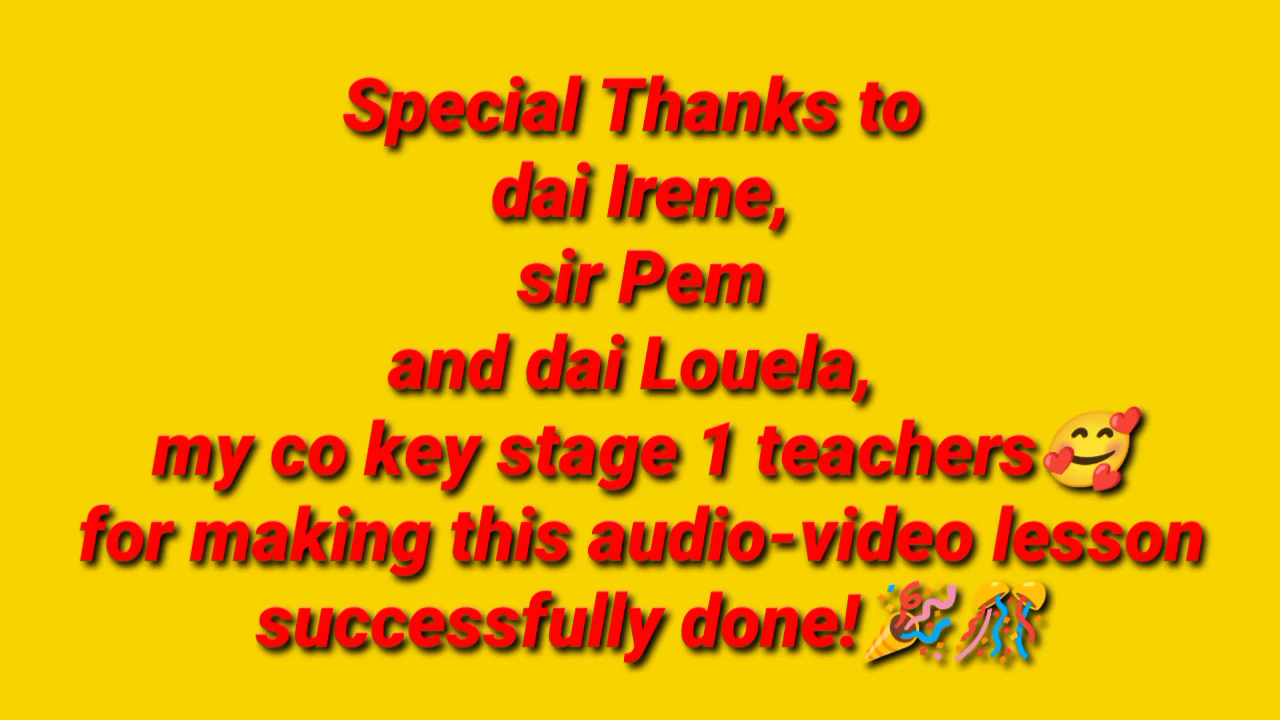 Special Thanks to
dai Irene,
sir Pem
and dai Louela,
my co key stage 1 teachers🥰
for making this audio-video lesson
successfully done!🎉🎊